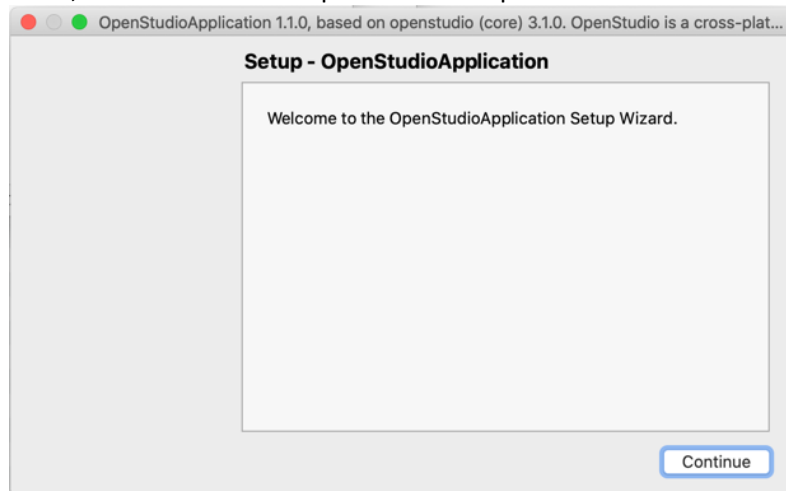 OpenStudioApplication 1.1.0, based on openstudio (core) 3.1.0. OpenStudio is a cross-plat...
Setup - OpenStudioApplication
Welcome to the OpenStudioApplication Setup Wizard.
Continue